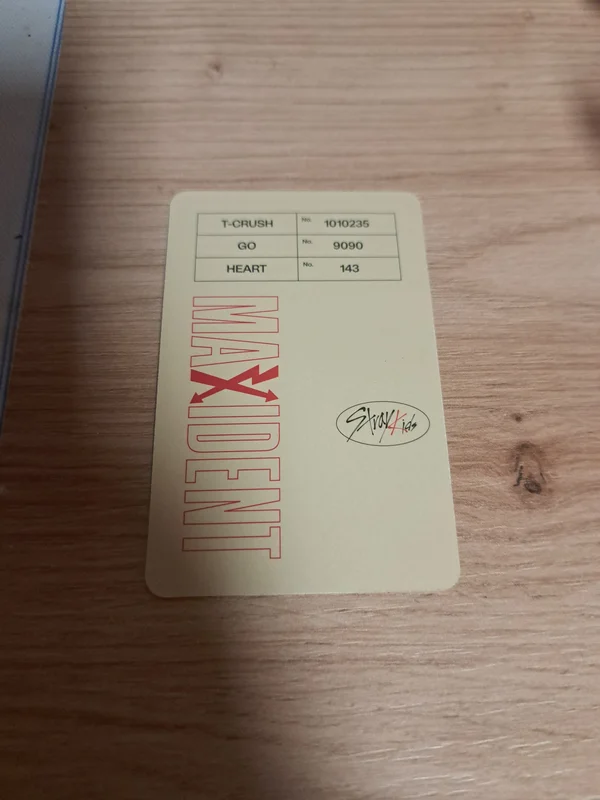 T-CRUSH No. 1010235
GO No. 9090
HEART No. 143
MAXIDENT
Stray Kids